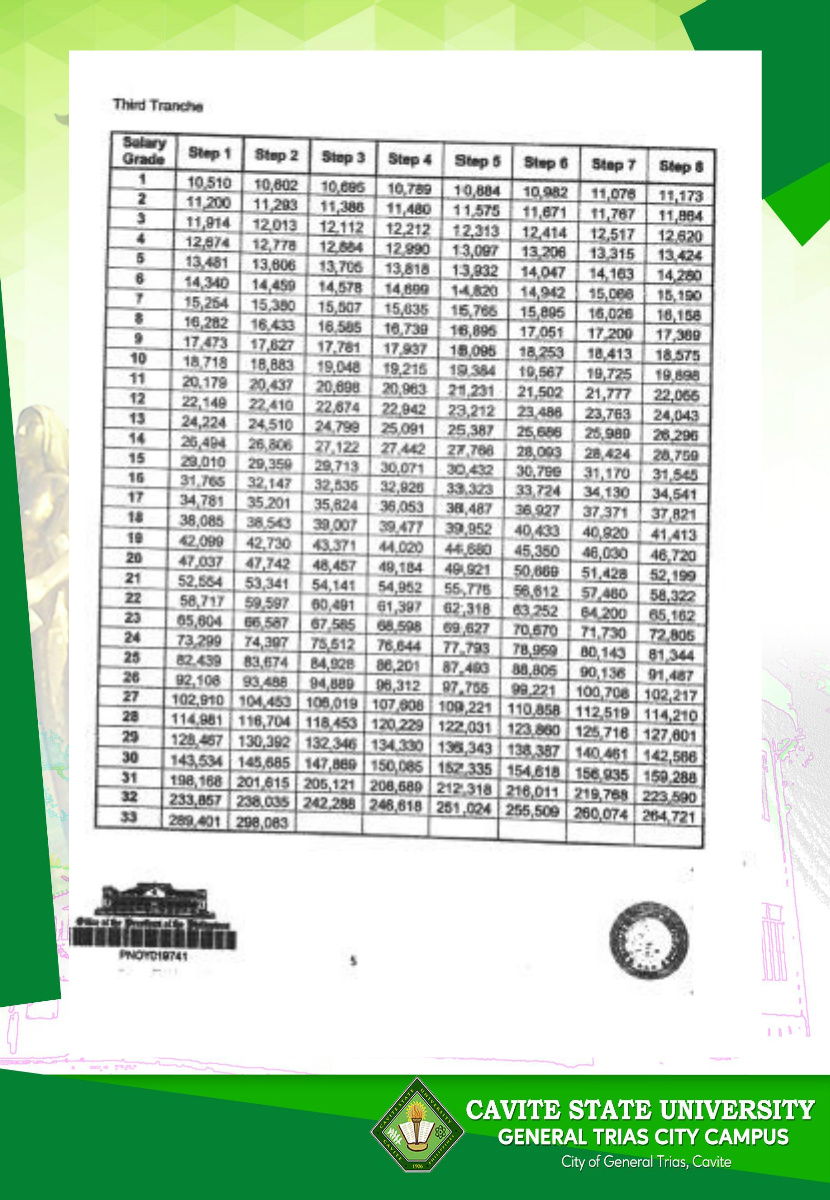 Third Tranche
Salary Grade Step 1 Step 2 Step 3 Step 4 Step 5 Step 6 Step 7 Step 8
1 10,510 10,602 10,695 10,789 10,884 10,982 11,076 11,173
2 11,200 11,293 11,386 11,480 11,575 11,671 11,767 11,864
3 11,914 12,013 12,112 12,212 12,313 12,414 12,517 12,620
4 12,674 12,778 12,884 12,990 13,097 13,206 13,315 13,424
5 13,481 13,606 13,705 13,818 13,932 14,047 14,163 14,280
6 14,340 14,459 14,578 14,699 14,820 14,942 15,066 15,190
7 15,254 15,380 15,507 15,635 15,765 15,895 16,026 16,158
8 16,282 16,433 16,585 16,739 16,895 17,051 17,209 17,369
9 17,473 17,627 17,781 17,937 18,095 18,253 18,413 18,575
10 18,718 18,883 19,048 19,215 19,384 19,567 19,725 19,898
11 20,179 20,437 20,698 20,963 21,231 21,502 21,777 22,055
12 22,149 22,410 22,674 22,942 23,212 23,486 23,763 24,043
13 24,224 24,510 24,799 25,091 25,387 25,686 25,989 26,296
14 26,494 26,806 27,122 27,442 27,766 28,093 28,424 28,759
15 29,010 29,359 29,713 30,071 30,432 30,799 31,170 31,545
16 31,765 32,147 32,535 32,926 33,323 33,724 34,130 34,541
17 34,781 35,201 35,624 36,053 36,487 36,927 37,371 37,821
18 38,085 38,543 39,007 39,477 39,952 40,433 40,920 41,413
19 42,099 42,730 43,371 44,020 44,680 45,350 46,030 46,720
20 47,037 47,742 48,457 49,184 49,921 50,669 51,428 52,199
21 52,554 53,341 54,141 54,952 55,776 56,612 57,460 58,322
22 58,717 59,597 60,491 61,397 62,318 63,252 64,200 65,162
23 65,604 66,587 67,585 68,598 69,627 70,670 71,730 72,805
24 73,299 74,397 75,512 76,644 77,793 78,959 80,143 81,344
25 82,439 83,674 84,928 86,201 87,493 88,805 90,136 91,487
26 92,108 93,488 94,889 96,312 97,755 99,221 100,708 102,217
27 102,910 104,453 106,019 107,608 109,221 110,858 112,519 114,210
28 114,981 116,704 118,453 120,229 122,031 123,860 125,716 127,601
29 128,467 130,392 132,346 134,330 136,343 138,387 140,461 142,566
30 143,534 145,685 147,869 150,085 152,335 154,618 156,935 159,288
31 198,168 201,615 205,121 208,689 212,318 216,011 219,768 223,590
32 233,857 238,035 242,288 246,618 251,024 255,509 260,074 264,721
33 289,401 298,083
Office of the President of the Philippines
PNOY019741
5
CAVITE STATE UNIVERSITY
GENERAL TRIAS CITY CAMPUS
City of General Trias, Cavite
1906